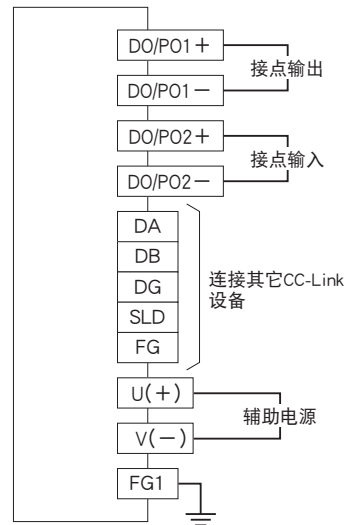 DO/PO1＋
接点输出
DO/PO1－
DO/PO2＋
接点输入
DO/PO2－
DA
DB
DG
SLD
FG
连接其它CC-Link
设备
U(＋)
辅助电源
V(－)
FG1